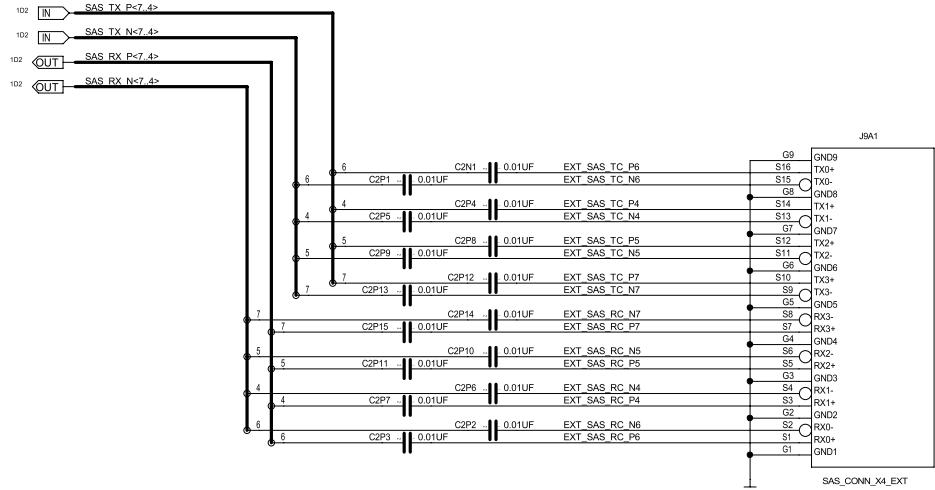 1D2 IN SAS_TX_P<7..4>
1D2 IN SAS_TX_N<7..4>
1D2 OUT SAS_RX_P<7..4>
1D2 OUT SAS_RX_N<7..4>
J9A1
G9 GND9
6 C2N1 0.01UF EXT_SAS_TC_P6 S16 TX0+
6 C2P1 0.01UF EXT_SAS_TC_N6 S15 TX0-
G8 GND8
4 C2P4 0.01UF EXT_SAS_TC_P4 S14 TX1+
4 C2P5 0.01UF EXT_SAS_TC_N4 S13 TX1-
G7 GND7
5 C2P8 0.01UF EXT_SAS_TC_P5 S12 TX2+
5 C2P9 0.01UF EXT_SAS_TC_N5 S11 TX2-
G6 GND6
7 C2P12 0.01UF EXT_SAS_TC_P7 S10 TX3+
7 C2P13 0.01UF EXT_SAS_TC_N7 S9 TX3-
G5 GND5
7 C2P14 0.01UF EXT_SAS_RC_N7 S8 RX3-
7 C2P15 0.01UF EXT_SAS_RC_P7 S7 RX3+
G4 GND4
5 C2P10 0.01UF EXT_SAS_RC_N5 S6 RX2-
5 C2P11 0.01UF EXT_SAS_RC_P5 S5 RX2+
G3 GND3
4 C2P6 0.01UF EXT_SAS_RC_N4 S4 RX1-
4 C2P7 0.01UF EXT_SAS_RC_P4 S3 RX1+
G2 GND2
6 C2P2 0.01UF EXT_SAS_RC_N6 S2 RX0-
6 C2P3 0.01UF EXT_SAS_RC_P6 S1 RX0+
G1 GND1
SAS_CONN_X4_EXT